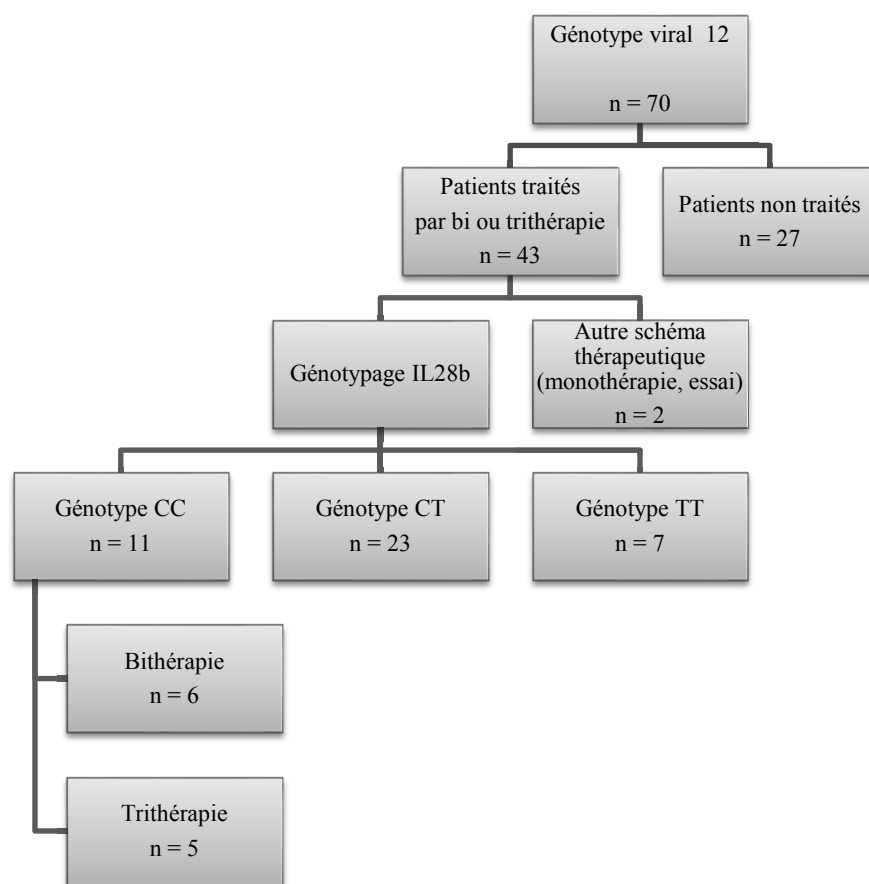 Génotype viral 12
n = 70
Patients traités
par bi ou trithérapie
n = 43
Patients non traités
n = 27
Génotypage IL28b
Autre schéma
thérapeutique
(monothérapie, essai)
n = 2
Génotype CC
n = 11
Génotype CT
n = 23
Génotype TT
n = 7
Bithérapie
n = 6
Trithérapie
n = 5